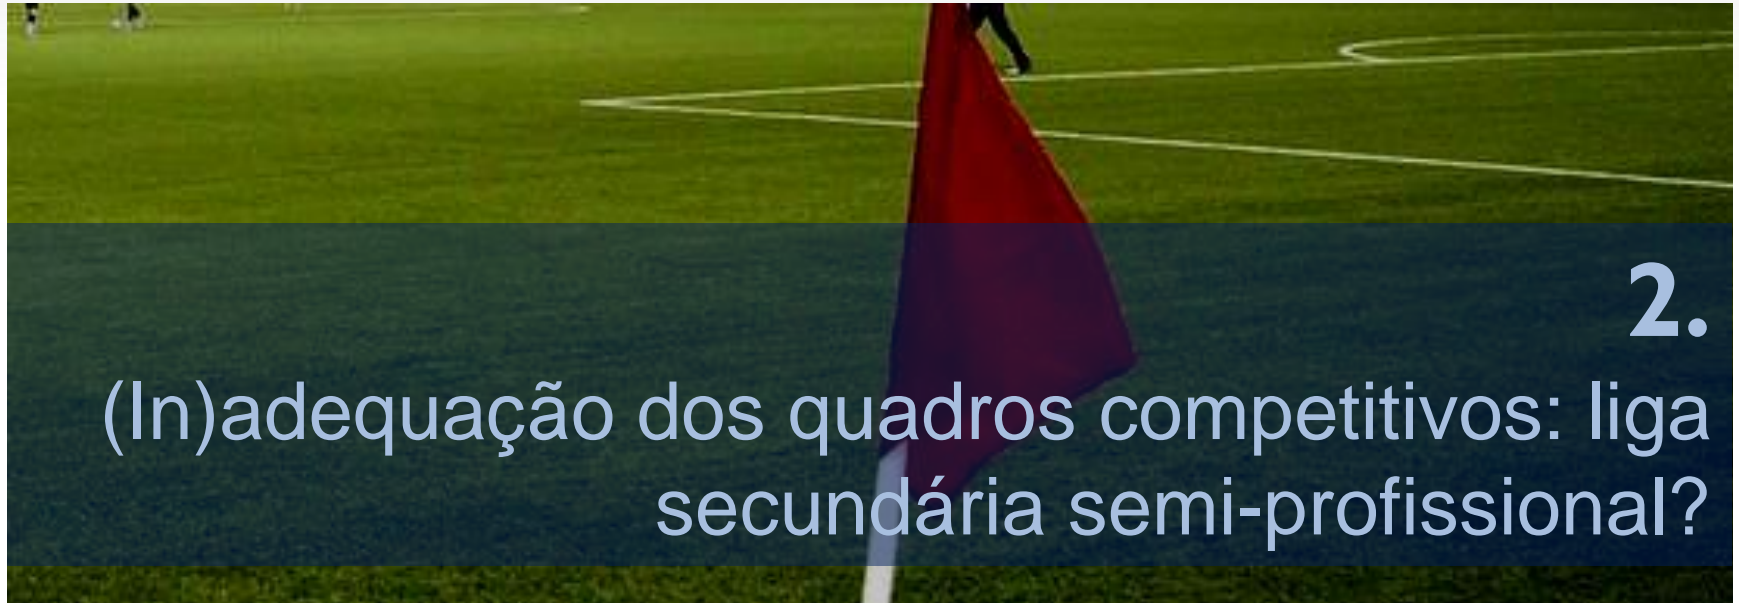 2.
(In)adequação dos quadros competitivos: liga
secundária semi-profissional?